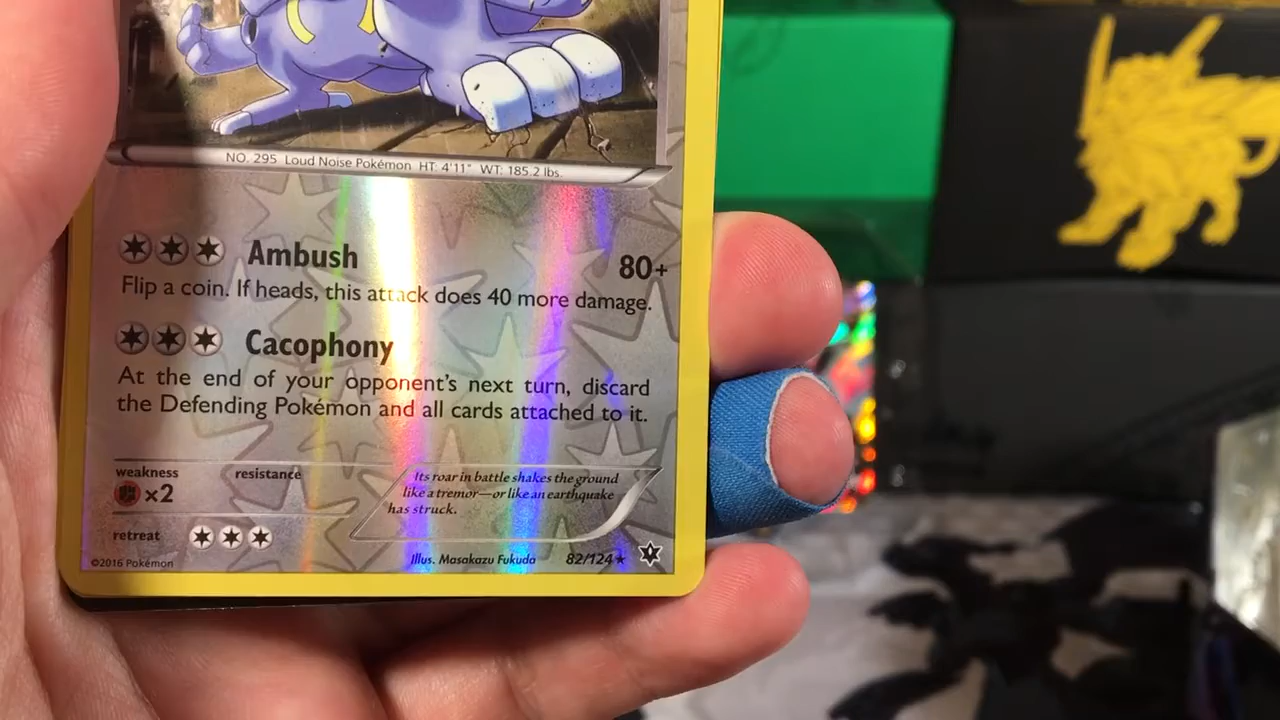 NO. 295 Loud Noise Pokémon HT: 4'11" WT: 185.2 lbs.
Ambush 80+
Flip a coin. If heads, this attack does 40 more damage.
Cacophony
At the end of your opponent's next turn, discard
the Defending Pokémon and all cards attached to it.
weakness resistance
×2
Its roar in battle shakes the ground
like a tremor—or like an earthquake
has struck.
retreat
©2016 Pokémon Illus. Masakazu Fukuda 82/124★